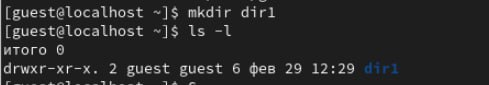 [guest@localhost ~]$ mkdir dir1
[guest@localhost ~]$ ls -l
итого 0
drwxr-xr-x. 2 guest guest 6 фев 29 12:29 dir1